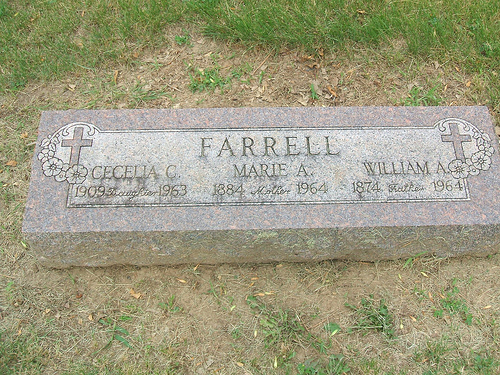 FARRELL
CECELIA C. MARIE A. WILLIAM A.
1909 Daughter 1963 1884 Mother 1964 1874 Father 1964